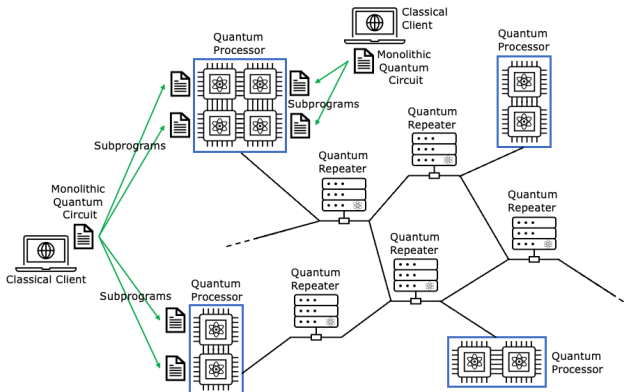 Classical
Client
Quantum
Processor
Monolithic
Quantum
Circuit
Quantum
Processor
Subprograms
Quantum
Repeater
Subprograms
Quantum
Repeater
Monolithic
Quantum
Circuit
Quantum
Repeater
Quantum
Repeater
Classical Client
Subprograms
Quantum
Processor
Quantum
Repeater
Quantum
Processor